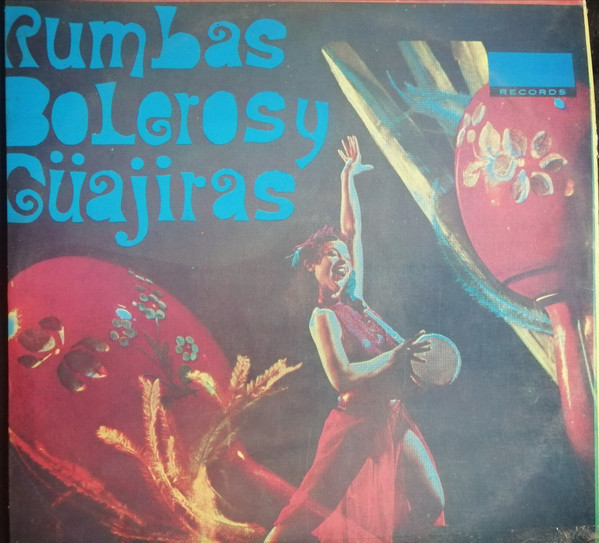 Rumbas
Boleros y
Güajiras
RECORDS